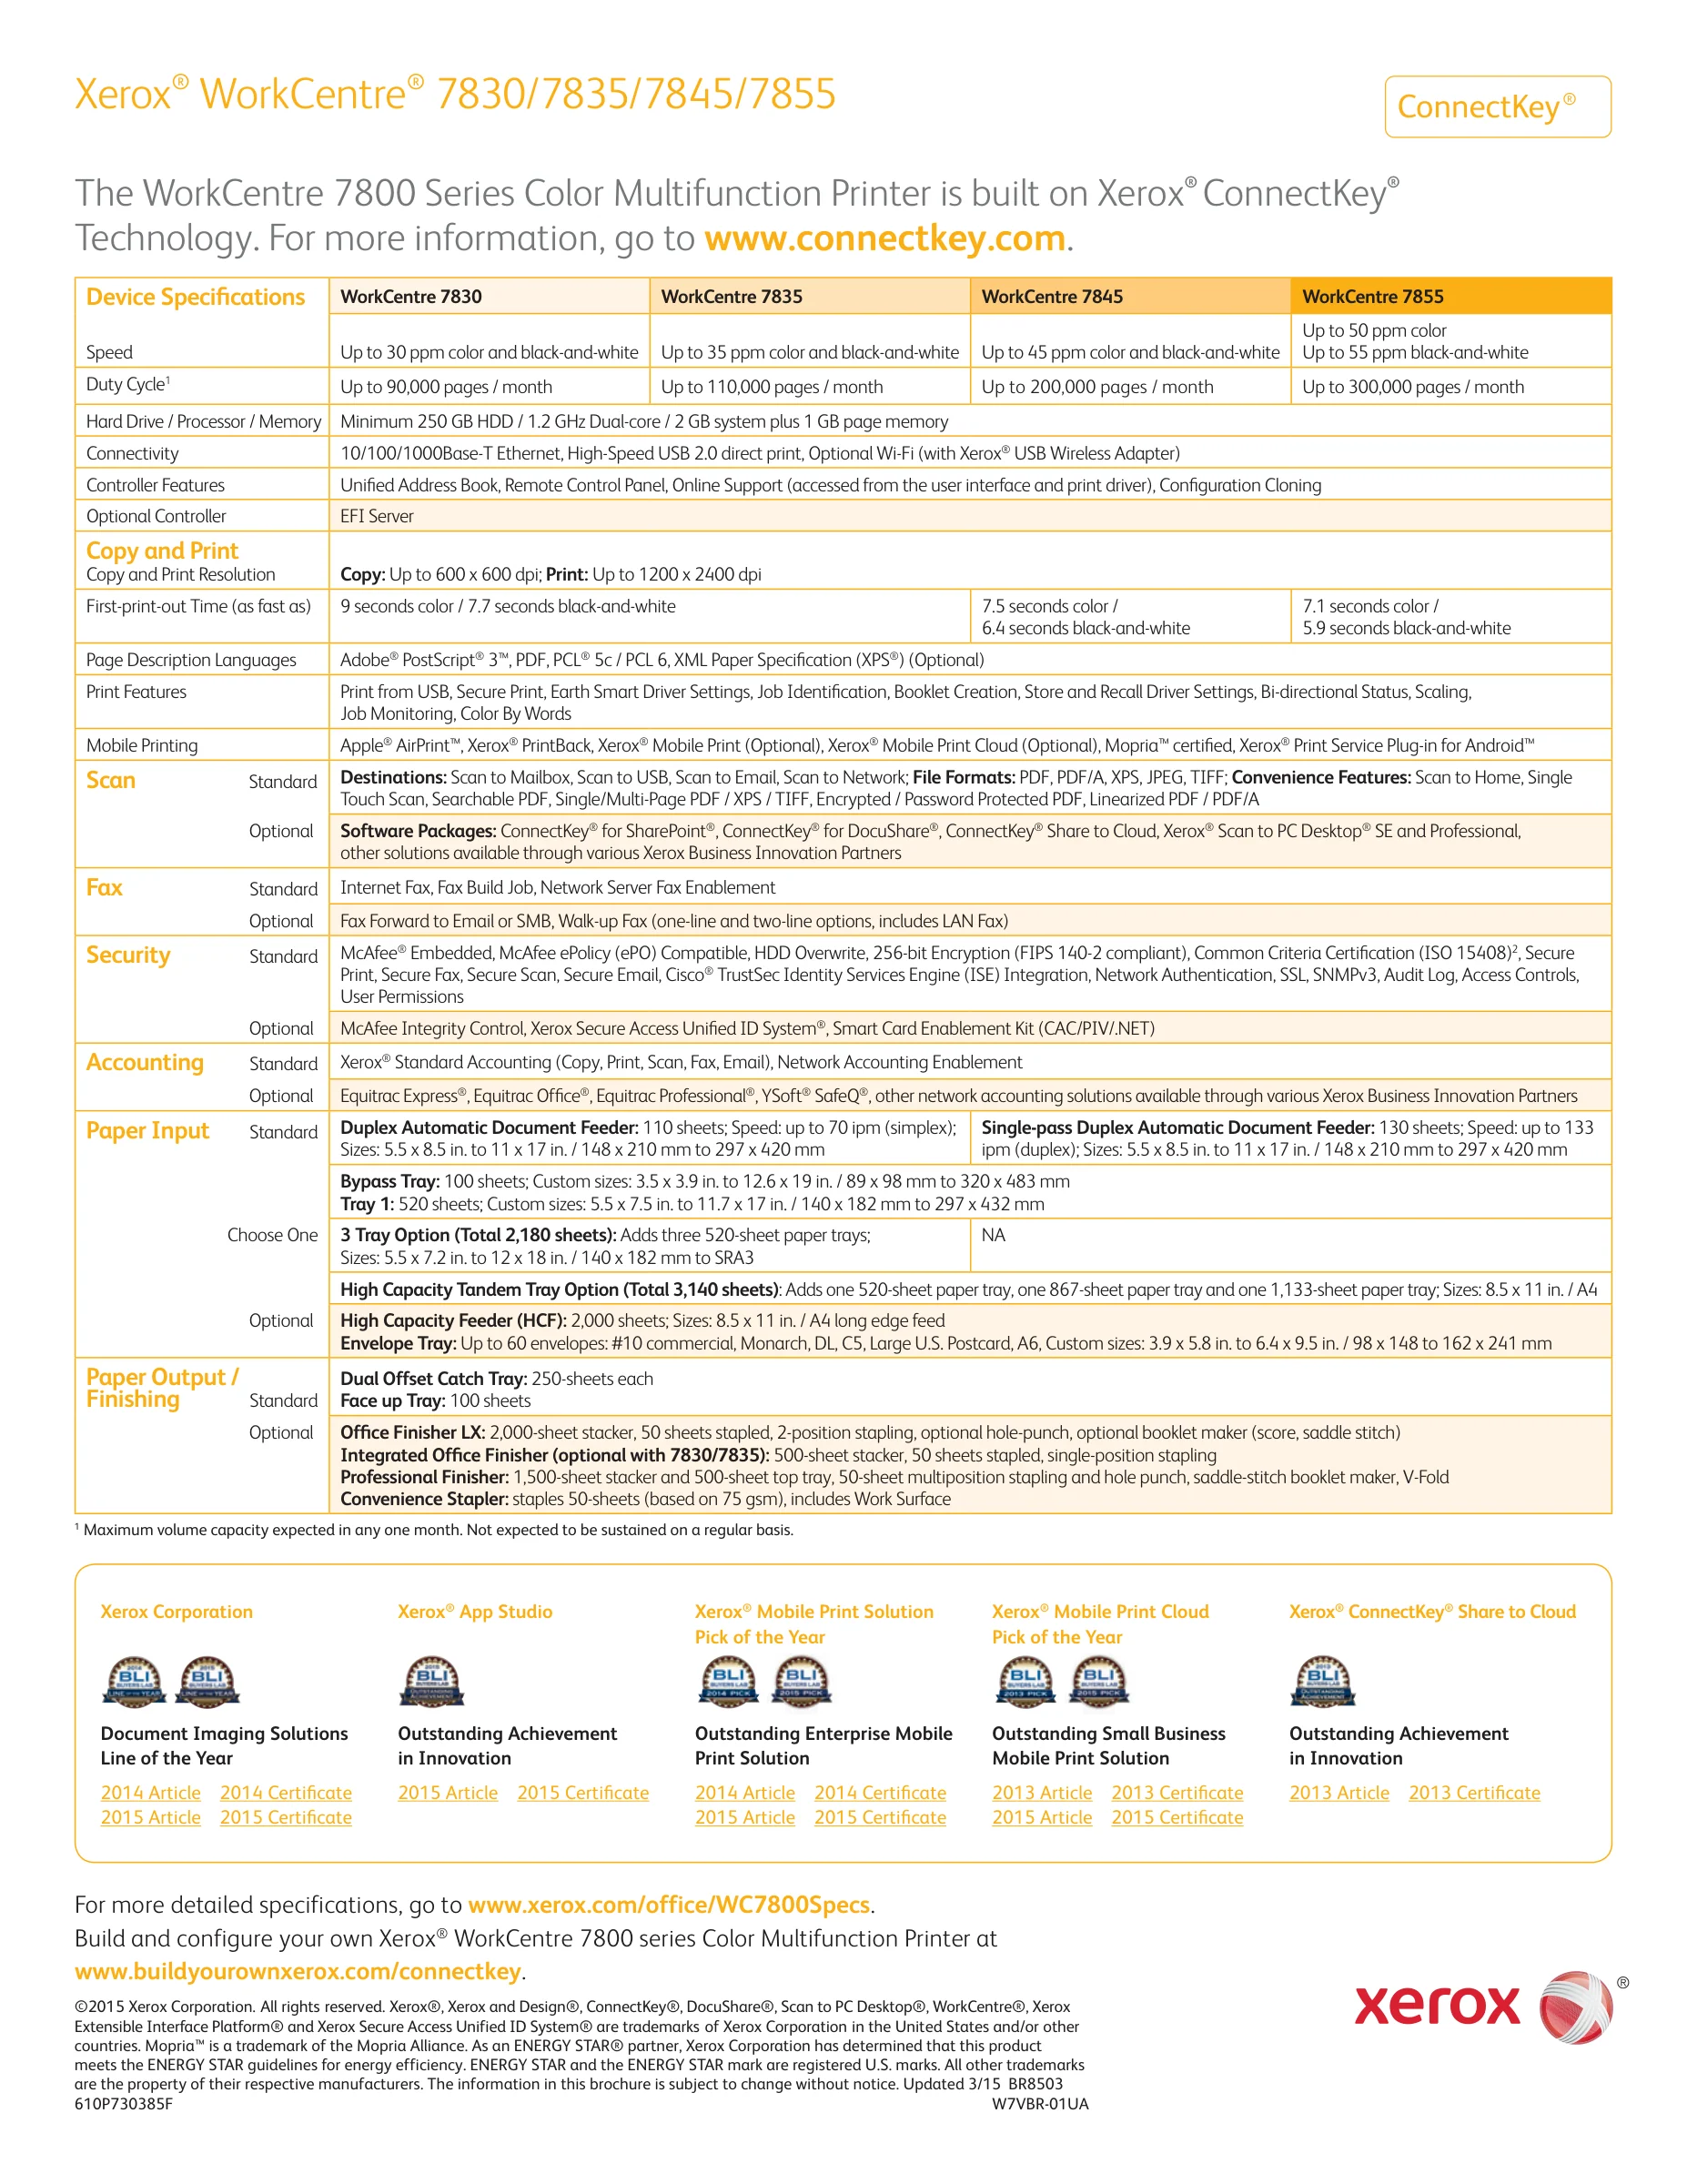 Xerox® WorkCentre® 7830/7835/7845/7855
ConnectKey®
The WorkCentre 7800 Series Color Multifunction Printer is built on Xerox® ConnectKey®
Technology. For more information, go to www.connectkey.com.
Device Specifications WorkCentre 7830 WorkCentre 7835 WorkCentre 7845 WorkCentre 7855
Up to 50 ppm color
Speed Up to 30 ppm color and black-and-white Up to 35 ppm color and black-and-white Up to 45 ppm color and black-and-white Up to 55 ppm black-and-white
Duty Cycle¹ Up to 90,000 pages / month Up to 110,000 pages / month Up to 200,000 pages / month Up to 300,000 pages / month
Hard Drive / Processor / Memory Minimum 250 GB HDD / 1.2 GHz Dual-core / 2 GB system plus 1 GB page memory
Connectivity 10/100/1000Base-T Ethernet, High-Speed USB 2.0 direct print, Optional Wi-Fi (with Xerox® USB Wireless Adapter)
Controller Features Unified Address Book, Remote Control Panel, Online Support (accessed from the user interface and print driver), Configuration Cloning
Optional Controller EFI Server
Copy and Print
Copy and Print Resolution Copy: Up to 600 x 600 dpi; Print: Up to 1200 x 2400 dpi
First-print-out Time (as fast as) 9 seconds color / 7.7 seconds black-and-white 7.5 seconds color / 7.1 seconds color /
6.4 seconds black-and-white 5.9 seconds black-and-white
Page Description Languages Adobe® PostScript® 3™, PDF, PCL® 5c / PCL 6, XML Paper Specification (XPS®) (Optional)
Print Features Print from USB, Secure Print, Earth Smart Driver Settings, Job Identification, Booklet Creation, Store and Recall Driver Settings, Bi-directional Status, Scaling,
Job Monitoring, Color By Words
Mobile Printing Apple® AirPrint™, Xerox® PrintBack, Xerox® Mobile Print (Optional), Xerox® Mobile Print Cloud (Optional), Mopria™ certified, Xerox® Print Service Plug-in for Android™
Scan Standard Destinations: Scan to Mailbox, Scan to USB, Scan to Email, Scan to Network; File Formats: PDF, PDF/A, XPS, JPEG, TIFF; Convenience Features: Scan to Home, Single
Touch Scan, Searchable PDF, Single/Multi-Page PDF / XPS / TIFF, Encrypted / Password Protected PDF, Linearized PDF / PDF/A
Optional Software Packages: ConnectKey® for SharePoint®, ConnectKey® for DocuShare®, ConnectKey® Share to Cloud, Xerox® Scan to PC Desktop® SE and Professional,
other solutions available through various Xerox Business Innovation Partners
Fax Standard Internet Fax, Fax Build Job, Network Server Fax Enablement
Optional Fax Forward to Email or SMB, Walk-up Fax (one-line and two-line options, includes LAN Fax)
Security Standard McAfee® Embedded, McAfee ePolicy (ePO) Compatible, HDD Overwrite, 256-bit Encryption (FIPS 140-2 compliant), Common Criteria Certification (ISO 15408)², Secure
Print, Secure Fax, Secure Scan, Secure Email, Cisco® TrustSec Identity Services Engine (ISE) Integration, Network Authentication, SSL, SNMPv3, Audit Log, Access Controls,
User Permissions
Optional McAfee Integrity Control, Xerox Secure Access Unified ID System®, Smart Card Enablement Kit (CAC/PIV/.NET)
Accounting Standard Xerox® Standard Accounting (Copy, Print, Scan, Fax, Email), Network Accounting Enablement
Optional Equitrac Express®, Equitrac Office®, Equitrac Professional®, YSoft® SafeQ®, other network accounting solutions available through various Xerox Business Innovation Partners
Paper Input Standard Duplex Automatic Document Feeder: 110 sheets; Speed: up to 70 ipm (simplex); Single-pass Duplex Automatic Document Feeder: 130 sheets; Speed: up to 133
Sizes: 5.5 x 8.5 in. to 11 x 17 in. / 148 x 210 mm to 297 x 420 mm ipm (duplex); Sizes: 5.5 x 8.5 in. to 11 x 17 in. / 148 x 210 mm to 297 x 420 mm
Bypass Tray: 100 sheets; Custom sizes: 3.5 x 3.9 in. to 12.6 x 19 in. / 89 x 98 mm to 320 x 483 mm
Tray 1: 520 sheets; Custom sizes: 5.5 x 7.5 in. to 11.7 x 17 in. / 140 x 182 mm to 297 x 432 mm
Choose One 3 Tray Option (Total 2,180 sheets): Adds three 520-sheet paper trays; NA
Sizes: 5.5 x 7.2 in. to 12 x 18 in. / 140 x 182 mm to SRA3
High Capacity Tandem Tray Option (Total 3,140 sheets): Adds one 520-sheet paper tray, one 867-sheet paper tray and one 1,133-sheet paper tray; Sizes: 8.5 x 11 in. / A4
Optional High Capacity Feeder (HCF): 2,000 sheets; Sizes: 8.5 x 11 in. / A4 long edge feed
Envelope Tray: Up to 60 envelopes: #10 commercial, Monarch, DL, C5, Large U.S. Postcard, A6, Custom sizes: 3.9 x 5.8 in. to 6.4 x 9.5 in. / 98 x 148 to 162 x 241 mm
Paper Output / Dual Offset Catch Tray: 250-sheets each
Finishing Standard Face up Tray: 100 sheets
Optional Office Finisher LX: 2,000-sheet stacker, 50 sheets stapled, 2-position stapling, optional hole-punch, optional booklet maker (score, saddle stitch)
Integrated Office Finisher (optional with 7830/7835): 500-sheet stacker, 50 sheets stapled, single-position stapling
Professional Finisher: 1,500-sheet stacker and 500-sheet top tray, 50-sheet multiposition stapling and hole punch, saddle-stitch booklet maker, V-Fold
Convenience Stapler: staples 50-sheets (based on 75 gsm), includes Work Surface
¹ Maximum volume capacity expected in any one month. Not expected to be sustained on a regular basis.
Xerox Corporation Xerox® App Studio Xerox® Mobile Print Solution Xerox® Mobile Print Cloud Xerox® ConnectKey® Share to Cloud
Pick of the Year Pick of the Year
BLI BLI BLI BLI BLI BLI BLI BLI
Document Imaging Solutions Outstanding Achievement Outstanding Enterprise Mobile Outstanding Small Business Outstanding Achievement
Line of the Year in Innovation Print Solution Mobile Print Solution in Innovation
2014 Article 2014 Certificate 2015 Article 2015 Certificate 2014 Article 2014 Certificate 2013 Article 2013 Certificate 2013 Article 2013 Certificate
2015 Article 2015 Certificate 2015 Article 2015 Certificate 2015 Article 2015 Certificate
For more detailed specifications, go to www.xerox.com/office/WC7800Specs.
Build and configure your own Xerox® WorkCentre 7800 series Color Multifunction Printer at
www.buildyourownxerox.com/connectkey.
©2015 Xerox Corporation. All rights reserved. Xerox®, Xerox and Design®, ConnectKey®, DocuShare®, Scan to PC Desktop®, WorkCentre®, Xerox
Extensible Interface Platform® and Xerox Secure Access Unified ID System® are trademarks of Xerox Corporation in the United States and/or other
countries. Mopria™ is a trademark of the Mopria Alliance. As an ENERGY STAR® partner, Xerox Corporation has determined that this product
meets the ENERGY STAR guidelines for energy efficiency. ENERGY STAR and the ENERGY STAR mark are registered U.S. marks. All other trademarks
are the property of their respective manufacturers. The information in this brochure is subject to change without notice. Updated 3/15 BR8503
610P730385F W7VBR-01UA
xerox ®